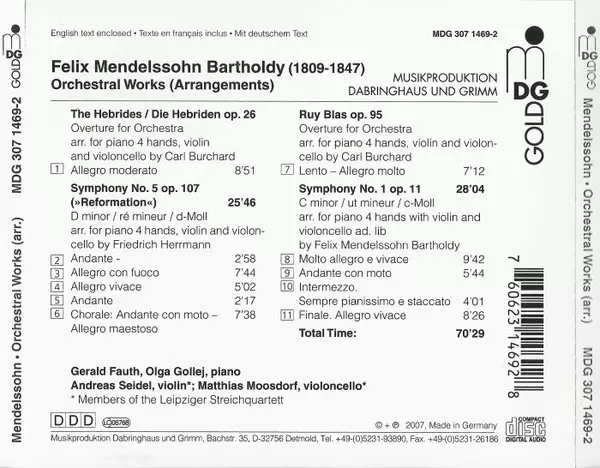 English text enclosed • Texte en français inclus • Mit deutschem Text
MDG 307 1469-2
Felix Mendelssohn Bartholdy (1809-1847)
Orchestral Works (Arrangements)
MUSIKPRODUKTION
DABRINGHAUS UND GRIMM
mDG
GOLD
The Hebrides / Die Hebriden op. 26
Overture for Orchestra
arr. for piano 4 hands, violin
and violoncello by Carl Burchard
1 Allegro moderato 8'51
Symphony No. 5 op. 107
(»Reformation«) 25'46
D minor / ré mineur / d-Moll
arr. for piano 4 hands, violin and violon-
cello by Friedrich Herrmann
2 Andante - 2'58
3 Allegro con fuoco 7'44
4 Allegro vivace 5'02
5 Andante 2'17
6 Chorale: Andante con moto – 7'38
Allegro maestoso
Ruy Blas op. 95
Overture for Orchestra
arr. for piano 4 hands, violin and violon-
cello by Carl Burchard
7 Lento – Allegro molto 7'12
Symphony No. 1 op. 11 28'04
C minor / ut mineur / c-Moll
arr. for piano 4 hands with violin and
violoncello ad. lib
by Felix Mendelssohn Bartholdy
8 Molto allegro e vivace 9'42
9 Andante con moto 5'44
10 Intermezzo.
Sempre pianissimo e staccato 4'01
11 Finale. Allegro vivace 8'26
Total Time: 70'29
Gerald Fauth, Olga Gollej, piano
Andreas Seidel, violin*; Matthias Moosdorf, violoncello*
* Members of the Leipziger Streichquartett
DDD
LC06768
© + ℗ 2007, Made in Germany
COMPACT
disc
DIGITAL AUDIO
Musikproduktion Dabringhaus und Grimm, Bachstr. 35, D-32756 Detmold, Tel. +49-(0)5231-93890, Fax +49-(0)5231-26186
7 60623 14692 8
Mendelssohn • Orchestral Works (arr.) MDG 307 1469-2 GOLD mDG
mDG GOLD Mendelssohn • Orchestral Works (arr.) MDG 307 1469-2